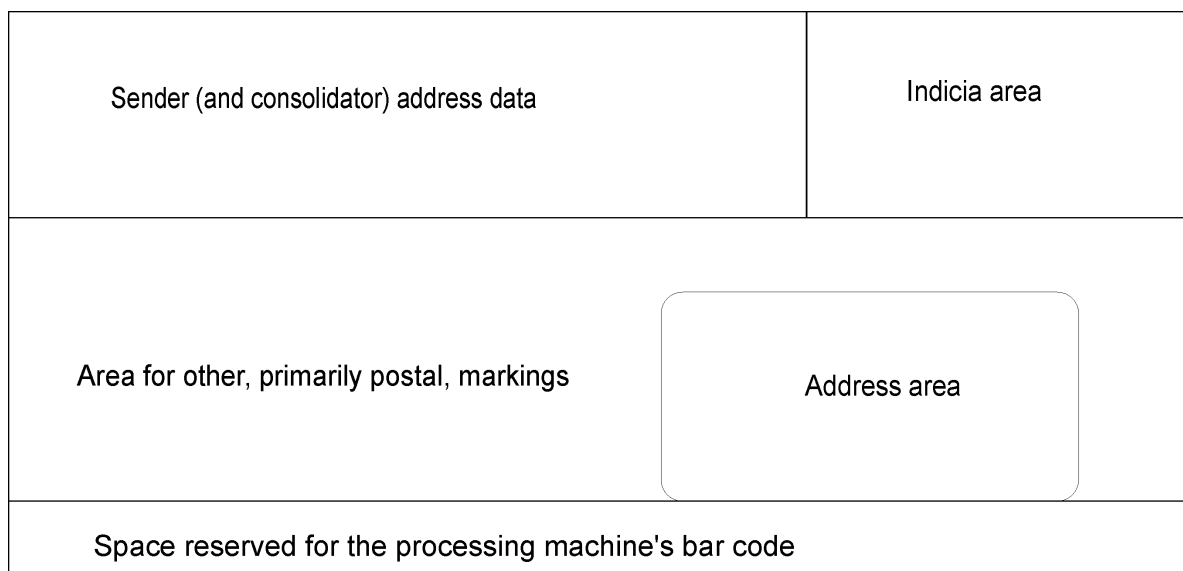 Sender (and consolidator) address data
Indicia area
Area for other, primarily postal, markings
Address area
Space reserved for the processing machine's bar code